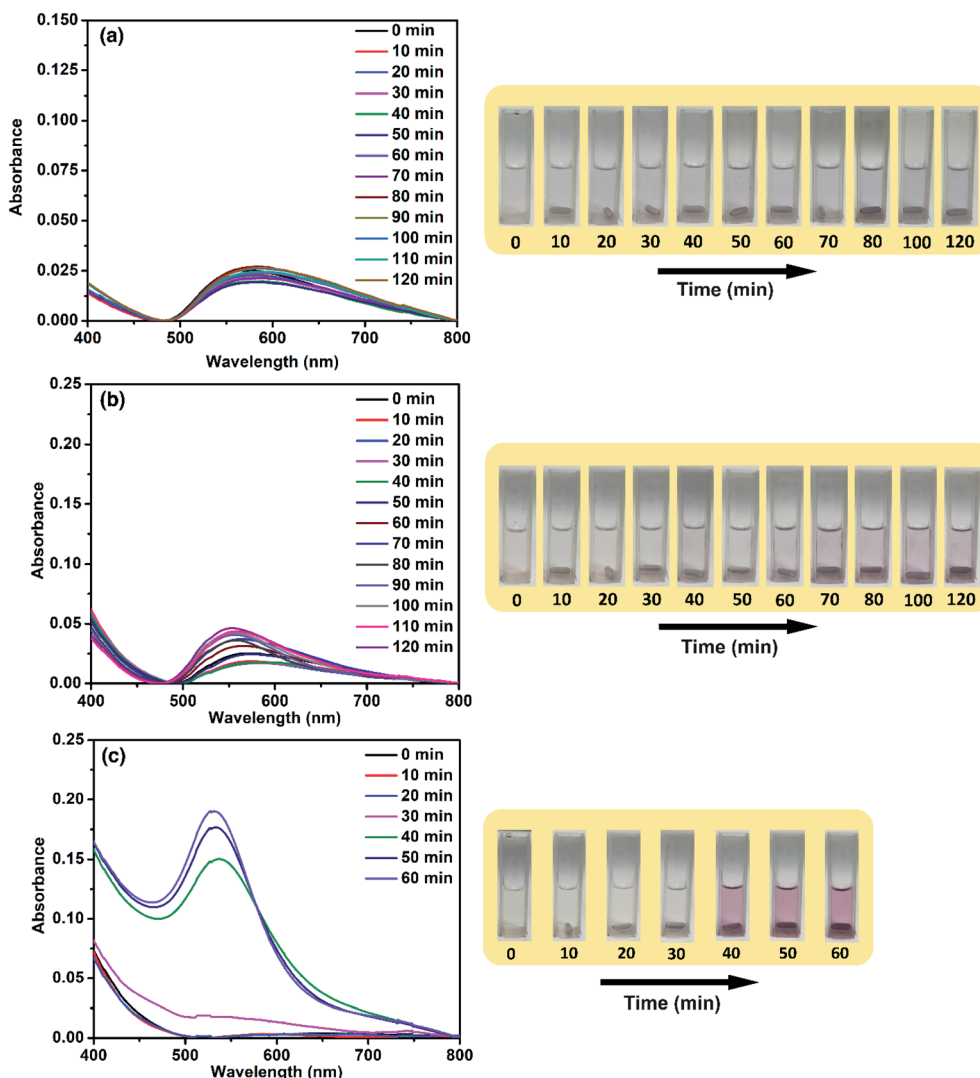 (a)
0 min
10 min
20 min
30 min
40 min
50 min
60 min
70 min
80 min
90 min
100 min
110 min
120 min
0.150
0.125
0.100
0.075
0.050
0.025
0.000
Absorbance
400 500 600 700 800
Wavelength (nm)
0 10 20 30 40 50 60 70 80 100 120
Time (min)
(b)
0 min
10 min
20 min
30 min
40 min
50 min
60 min
70 min
80 min
90 min
100 min
110 min
120 min
0.25
0.20
0.15
0.10
0.05
0.00
Absorbance
400 500 600 700 800
Wavelength (nm)
0 10 20 30 40 50 60 70 80 100 120
Time (min)
(c)
0 min
10 min
20 min
30 min
40 min
50 min
60 min
0.25
0.20
0.15
0.10
0.05
0.00
Absorbance
400 500 600 700 800
Wavelength (nm)
0 10 20 30 40 50 60
Time (min)